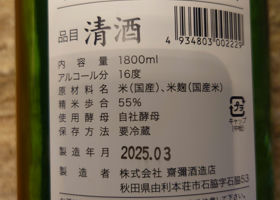 品目 清酒
4 934803 002225
内容量 1800ml
アルコール分 16度
原材料名 米(国産)、米麹(国産米)
精米歩合 55%
使用酵母 自社酵母
保存方法 要冷蔵
プラ
キャップ
(中栓)
製造年月 2025.03
製造者 株式会社 齋彌酒造店
秋田県由利本荘市石脇字石脇53